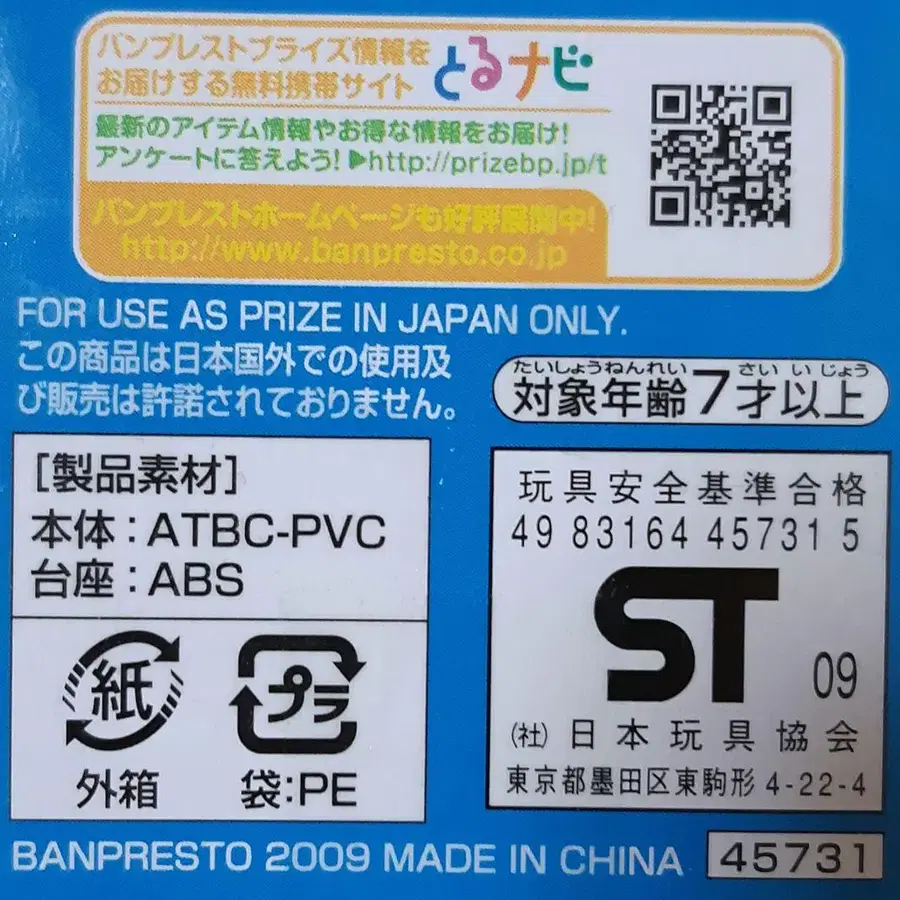 バンプレストプライズ情報を
お届けする無料携帯サイト とるナビ
最新のアイテム情報やお得な情報をお届け!
アンケートに答えよう!▶http://prizebp.jp/t
バンプレストホームページも好評展開中!
http://www.banpresto.co.jp
FOR USE AS PRIZE IN JAPAN ONLY.
この商品は日本国外での使用及
び販売は許諾されておりません。
たいしょうねんれい さい いじょう
対象年齢7才以上
[製品素材]
本体:ATBC-PVC
台座:ABS
紙
外箱
プラ
袋:PE
玩具安全基準合格
49 83164 45731 5
ST 09
(社)日本玩具協会
東京都墨田区東駒形 4-22-4
BANPRESTO 2009 MADE IN CHINA 45731